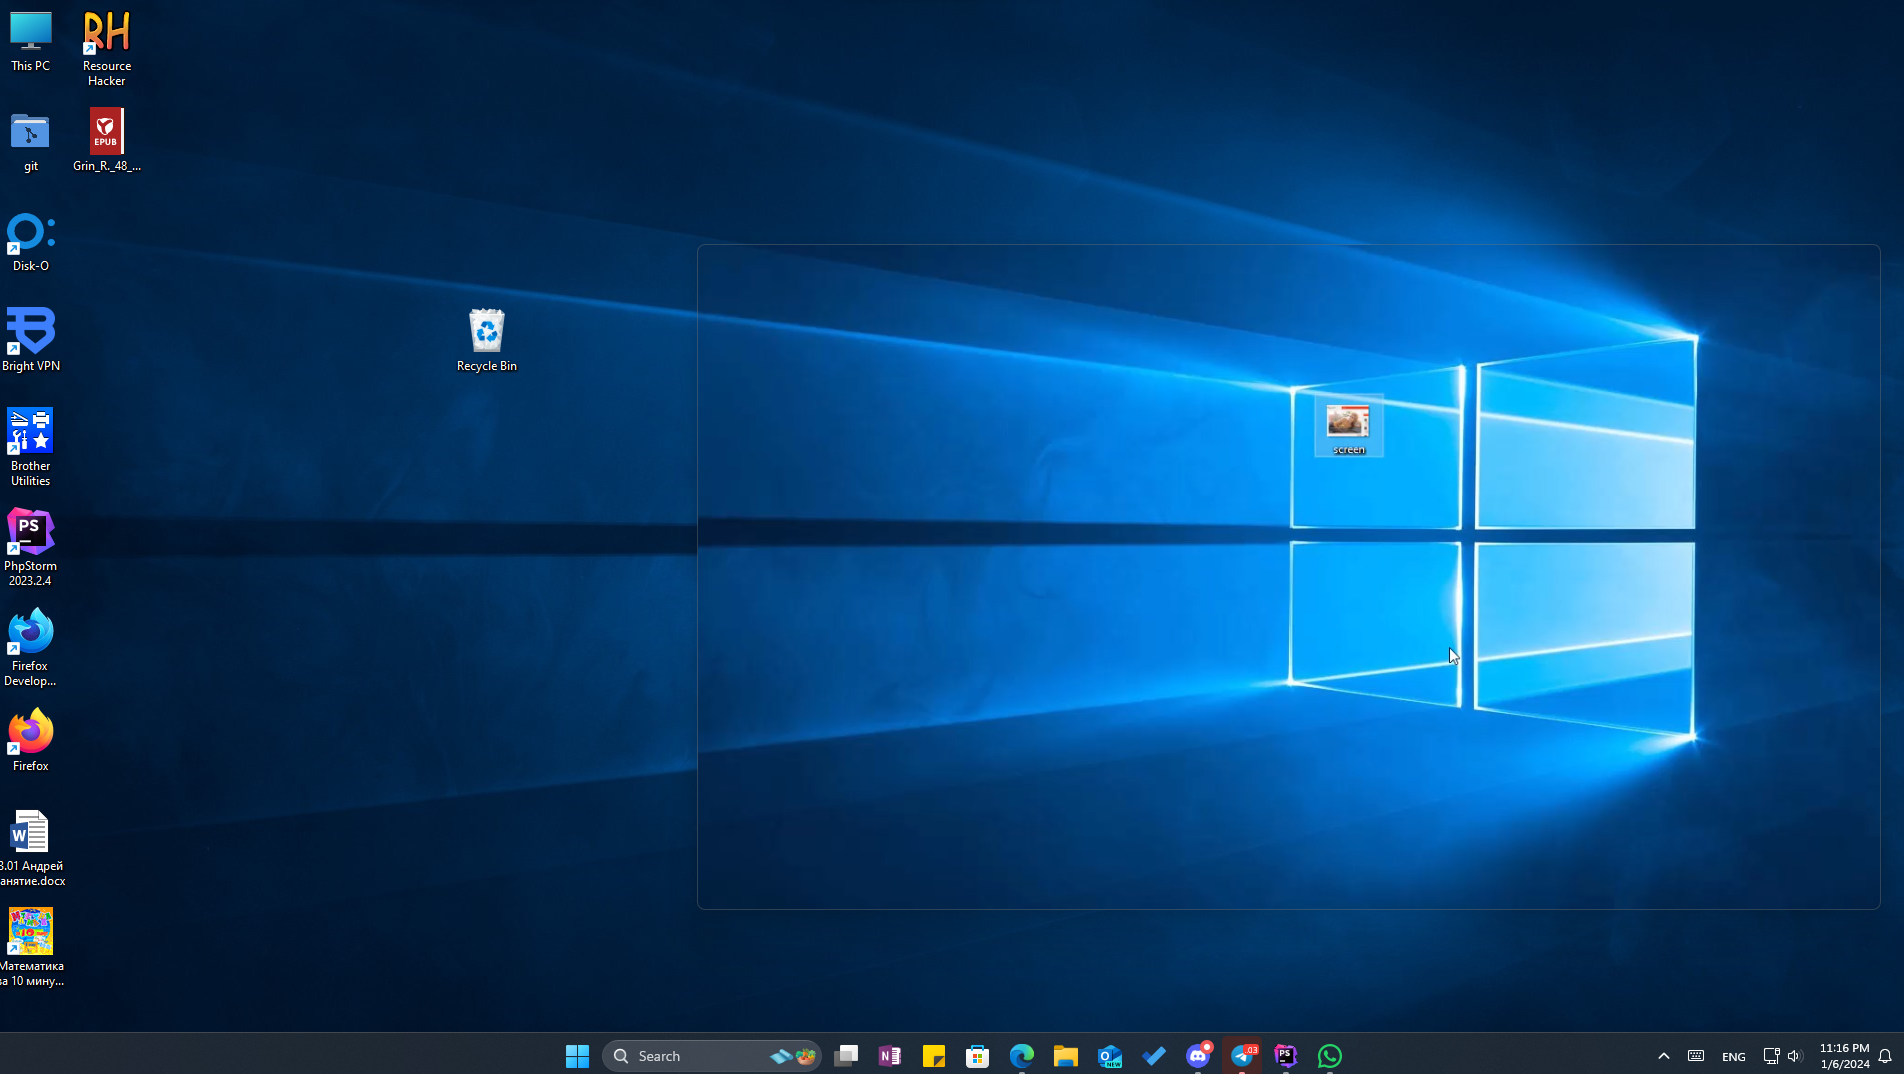 This PC
RH
Resource
Hacker
git
EPUB
Grin_R._48_...
Disk-O
Recycle Bin
Bright VPN
screen
Brother
Utilities
PS
PhpStorm
2023.2.4
Firefox
Develop...
Firefox
W
3.01 Андрей
анятие.docx
Математика
за 10 мину...
Search
N
O
NEW
.03
PS
ENG
11:16 PM
1/6/2024